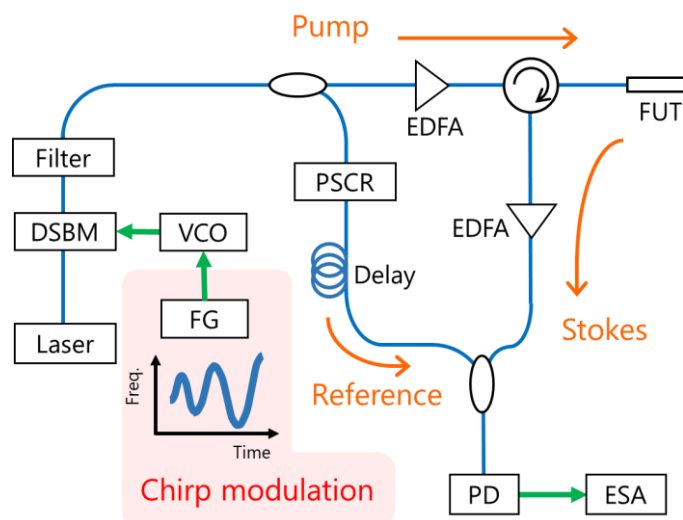 Pump
EDFA
FUT
Filter
PSCR
DSBM
VCO
EDFA
Delay
FG
Laser
Stokes
Reference
Freq.
Time
Chirp modulation
PD
ESA